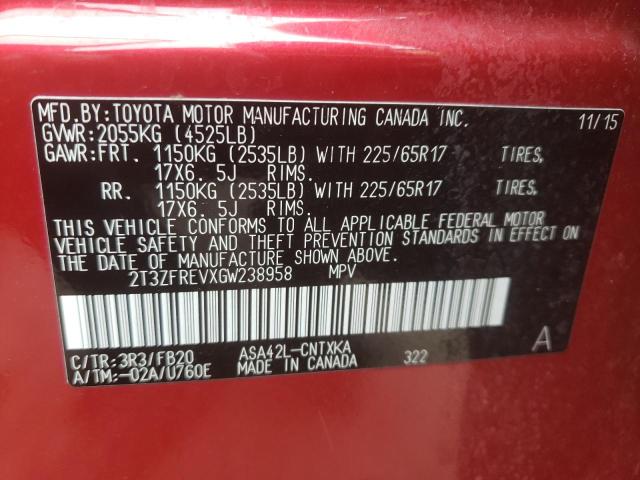 MFD.BY:TOYOTA MOTOR MANUFACTURING CANADA INC. 11/15
GVWR:2055KG (4525LB)
GAWR:FRT. 1150KG (2535LB) WITH 225/65R17 TIRES,
17X6. 5J RIMS.
RR. 1150KG (2535LB) WITH 225/65R17 TIRES,
17X6. 5J RIMS.
THIS VEHICLE CONFORMS TO ALL APPLICABLE FEDERAL MOTOR
VEHICLE SAFETY AND THEFT PREVENTION STANDARDS IN EFFECT ON
THE DATE OF MANUFACTURE SHOWN ABOVE.
2T3ZFREVXGW238958 MPV
C/TR:3R3/FB20 ASA42L-CNTXKA 322 A
A/TM:-02A/U760E MADE IN CANADA